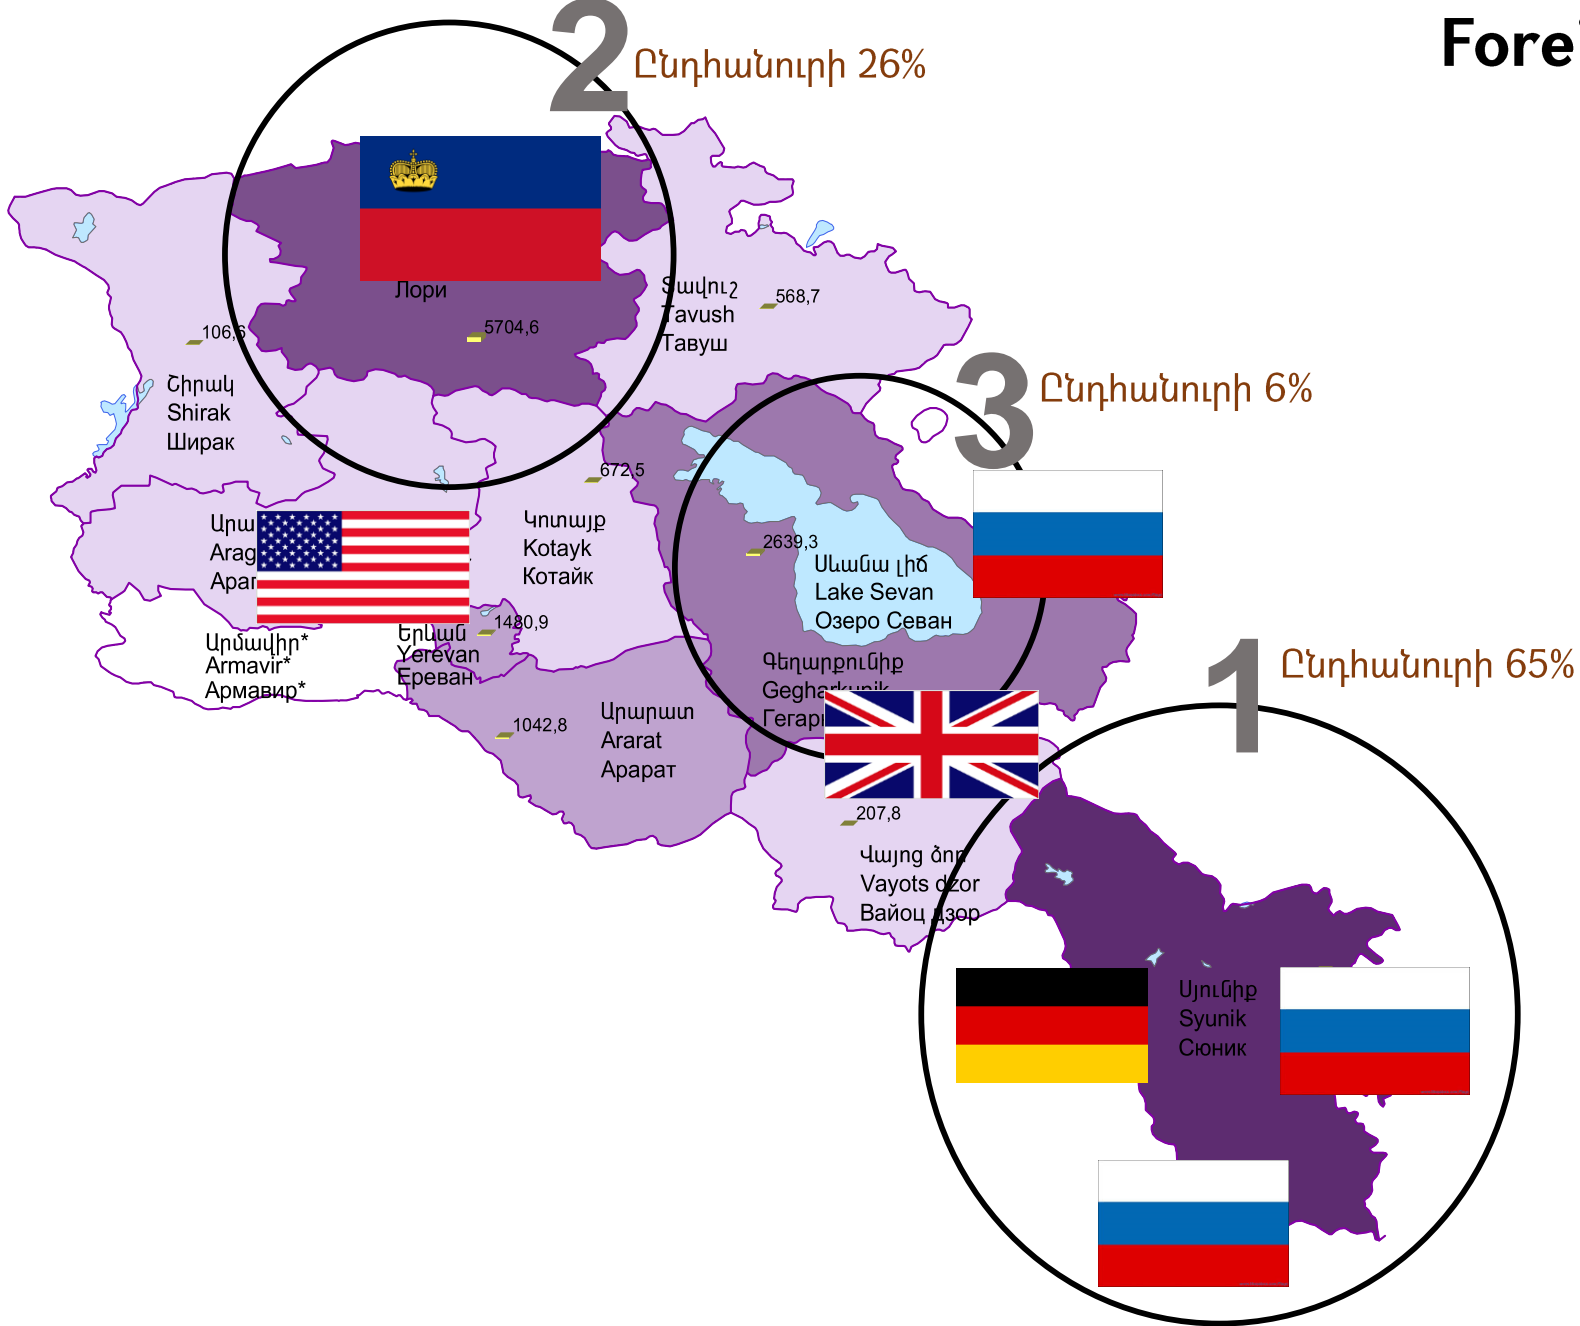 2
Ընդհանուրի 26%
Лори
5704,6
106,6
Շիրակ
Shirak
Ширак
Տավուշ
Tavush
Тавуш
568,7
3
Ընդհանուրի 6%
672,5
Կոտայք
Kotayk
Котайк
2639,3
Սևանա լիճ
Lake Sevan
Озеро Севан
Արմավիր*
Armavir*
Армавир*
1480,9
Երևան
Yerevan
Ереван
Գեղարքունիք
Gegharkunik
1042,8
Արարատ
Ararat
Арарат
1
Ընդհանուրի 65%
207,8
Վայոց ձոր
Vayots dzor
Вайоц дзор
Սյունիք
Syunik
Сюник